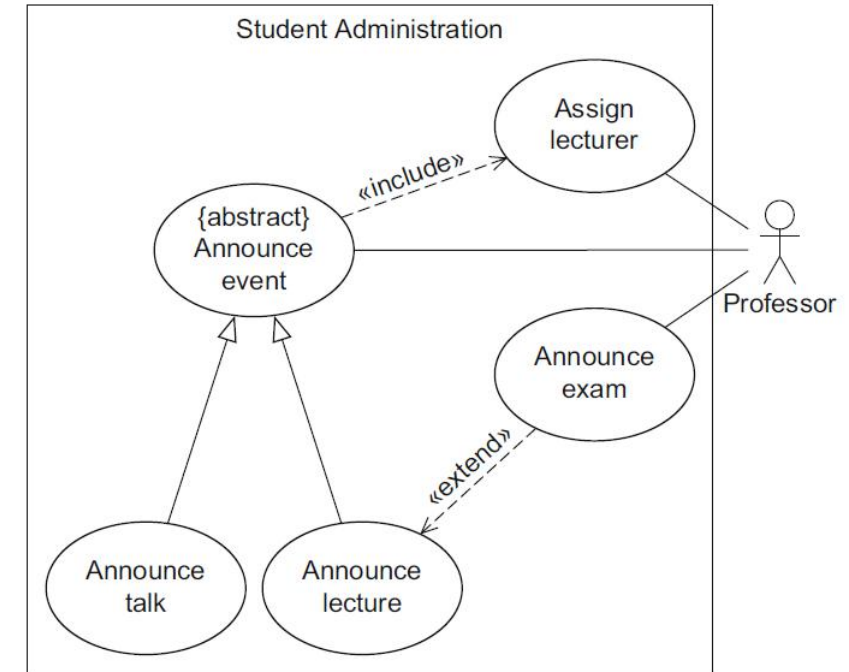 Student Administration
Assign
lecturer
«include»
{abstract}
Announce
event
Professor
Announce
exam
«extend»
Announce
talk
Announce
lecture